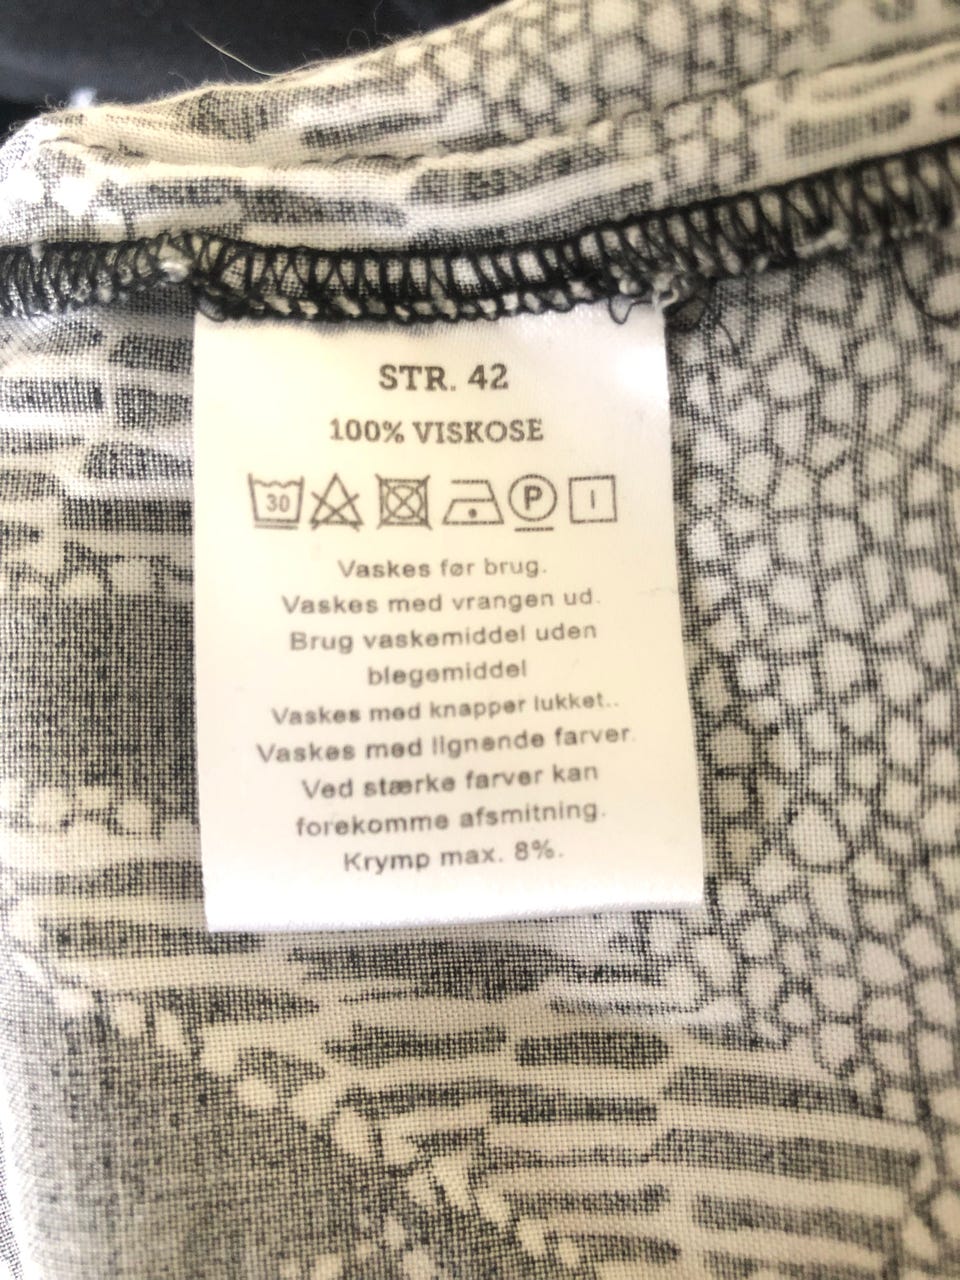 STR. 42
100% VISKOSE
30 P I
Vaskes før brug.
Vaskes med vrangen ud.
Brug vaskemiddel uden
blegemiddel
Vaskes med knapper lukket..
Vaskes med lignende farver.
Ved stærke farver kan
forekomme afsmitning.
Krymp max. 8%.